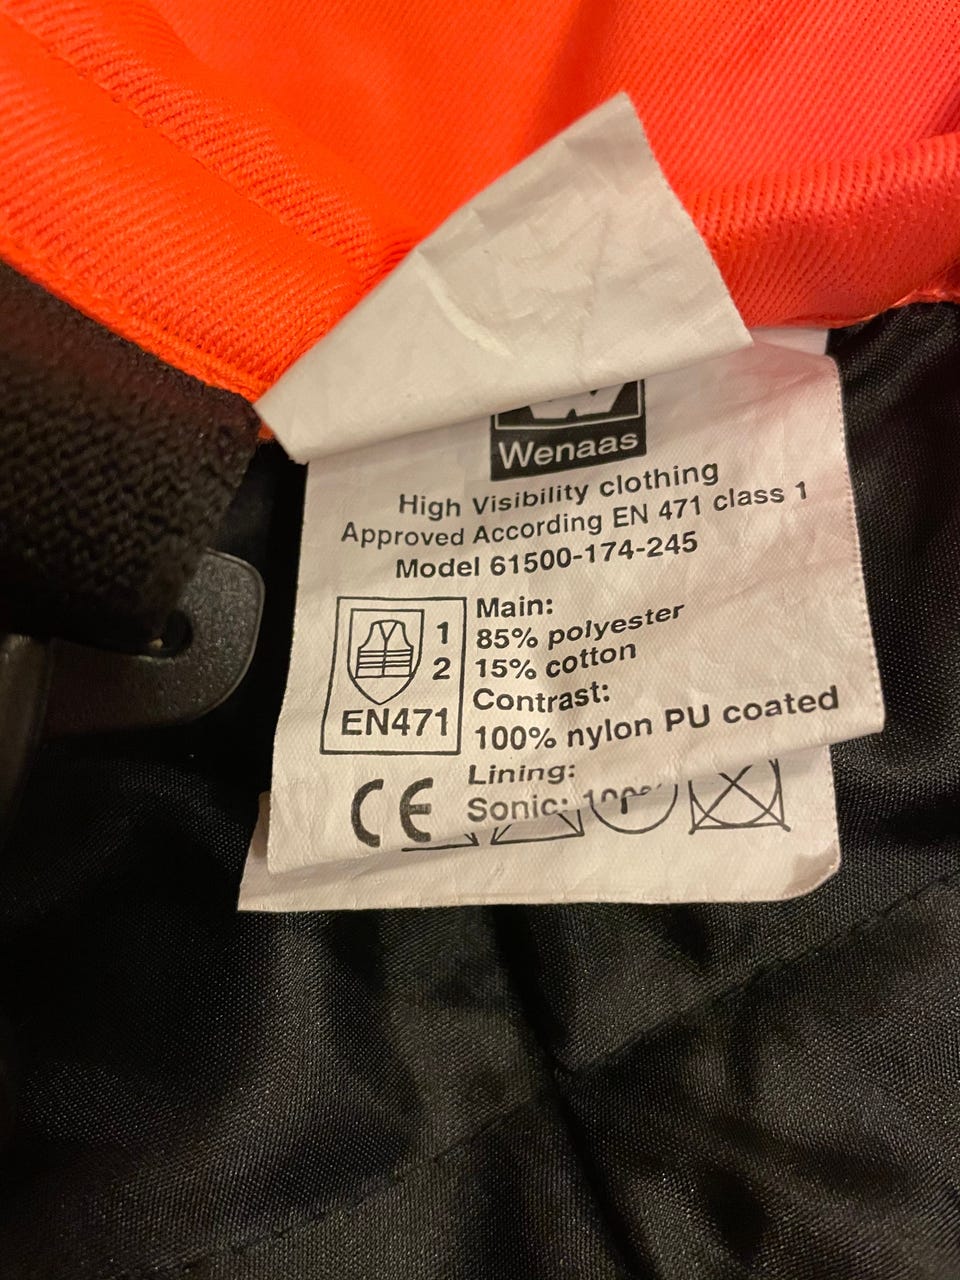 Wenaas
High Visibility clothing
Approved According EN 471 class 1
Model 61500-174-245
1
2
EN471
Main:
85% polyester
15% cotton
Contrast:
100% nylon PU coated
Lining:
Sonic:
CE